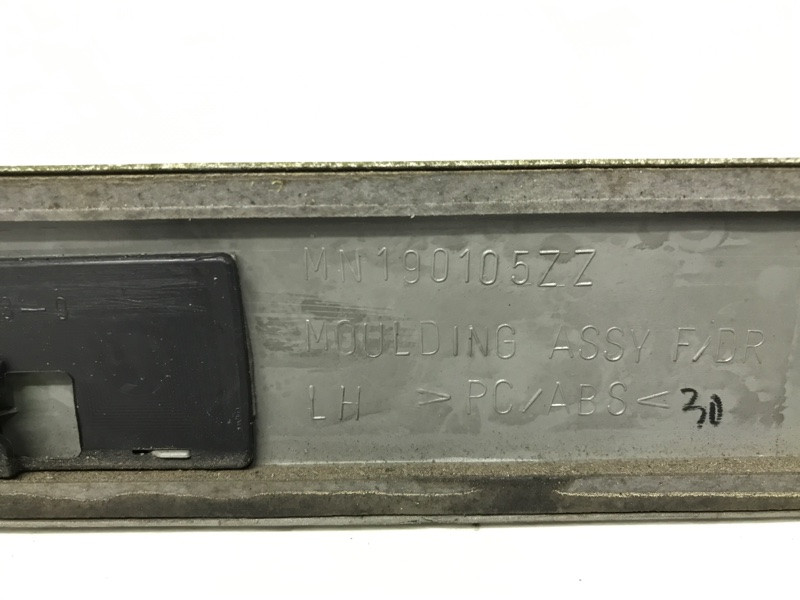 MN190105ZZ
MOULDING ASSY F/DR
LH >PC/ABS< 30